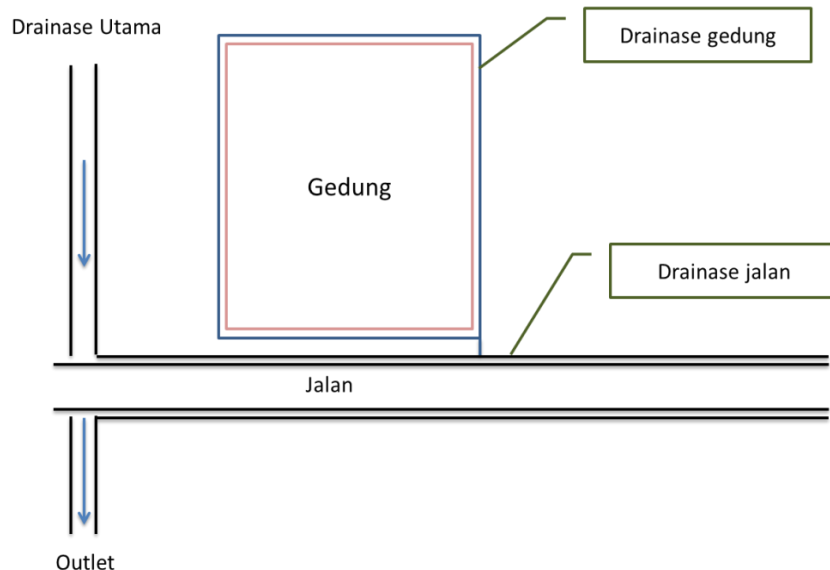 Drainase Utama
Drainase gedung
Gedung
Drainase jalan
Jalan
Outlet